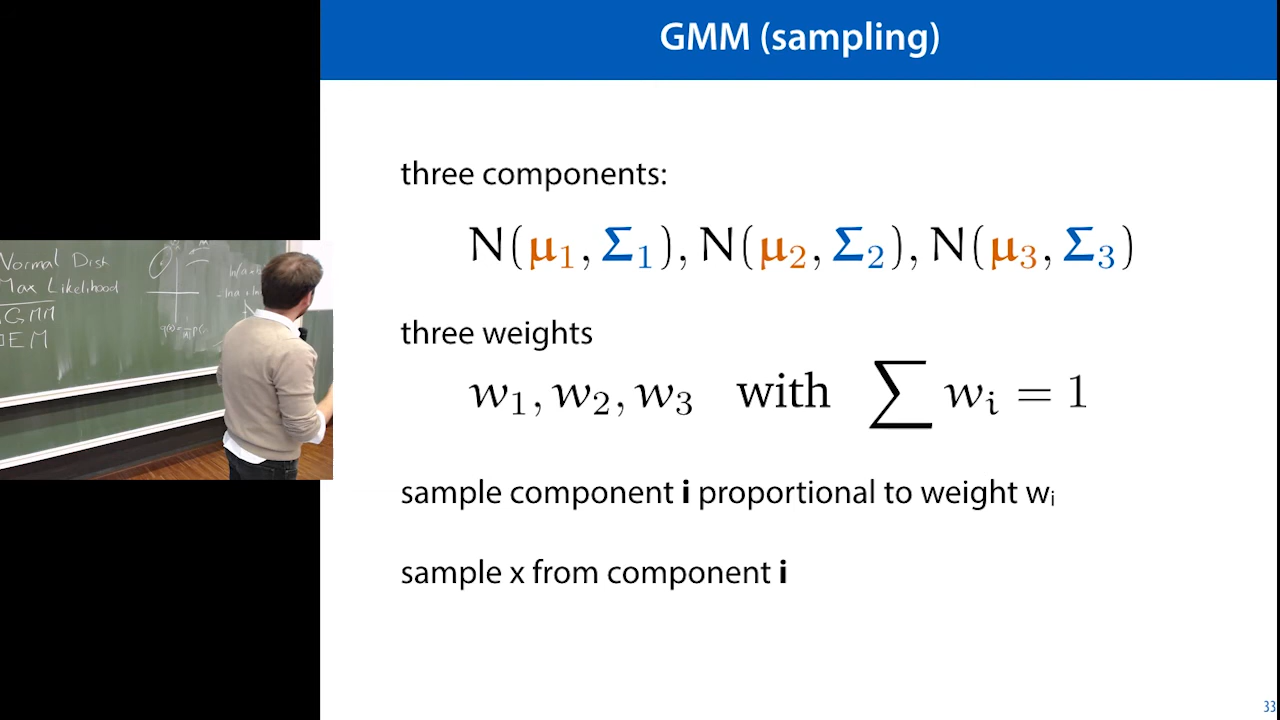 GMM (sampling)
three components:
N(μ₁, Σ₁), N(μ₂, Σ₂), N(μ₃, Σ₃)
three weights
w₁, w₂, w₃ with ∑ wᵢ = 1
sample component i proportional to weight wᵢ
sample x from component i
33
Normal Dist
Max Likelihood
GMM
EM